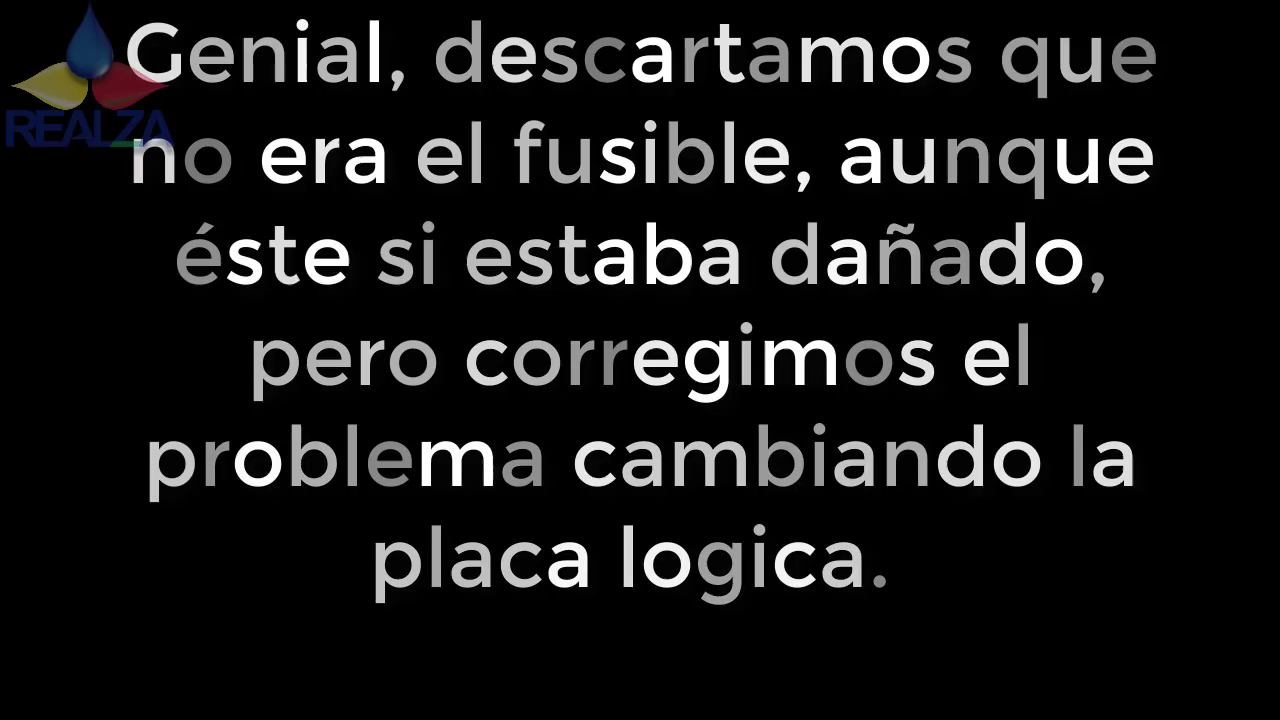 Genial, descartamos que
no era el fusible, aunque
éste si estaba dañado,
pero corregimos el
problema cambiando la
placa logica.
REALZA